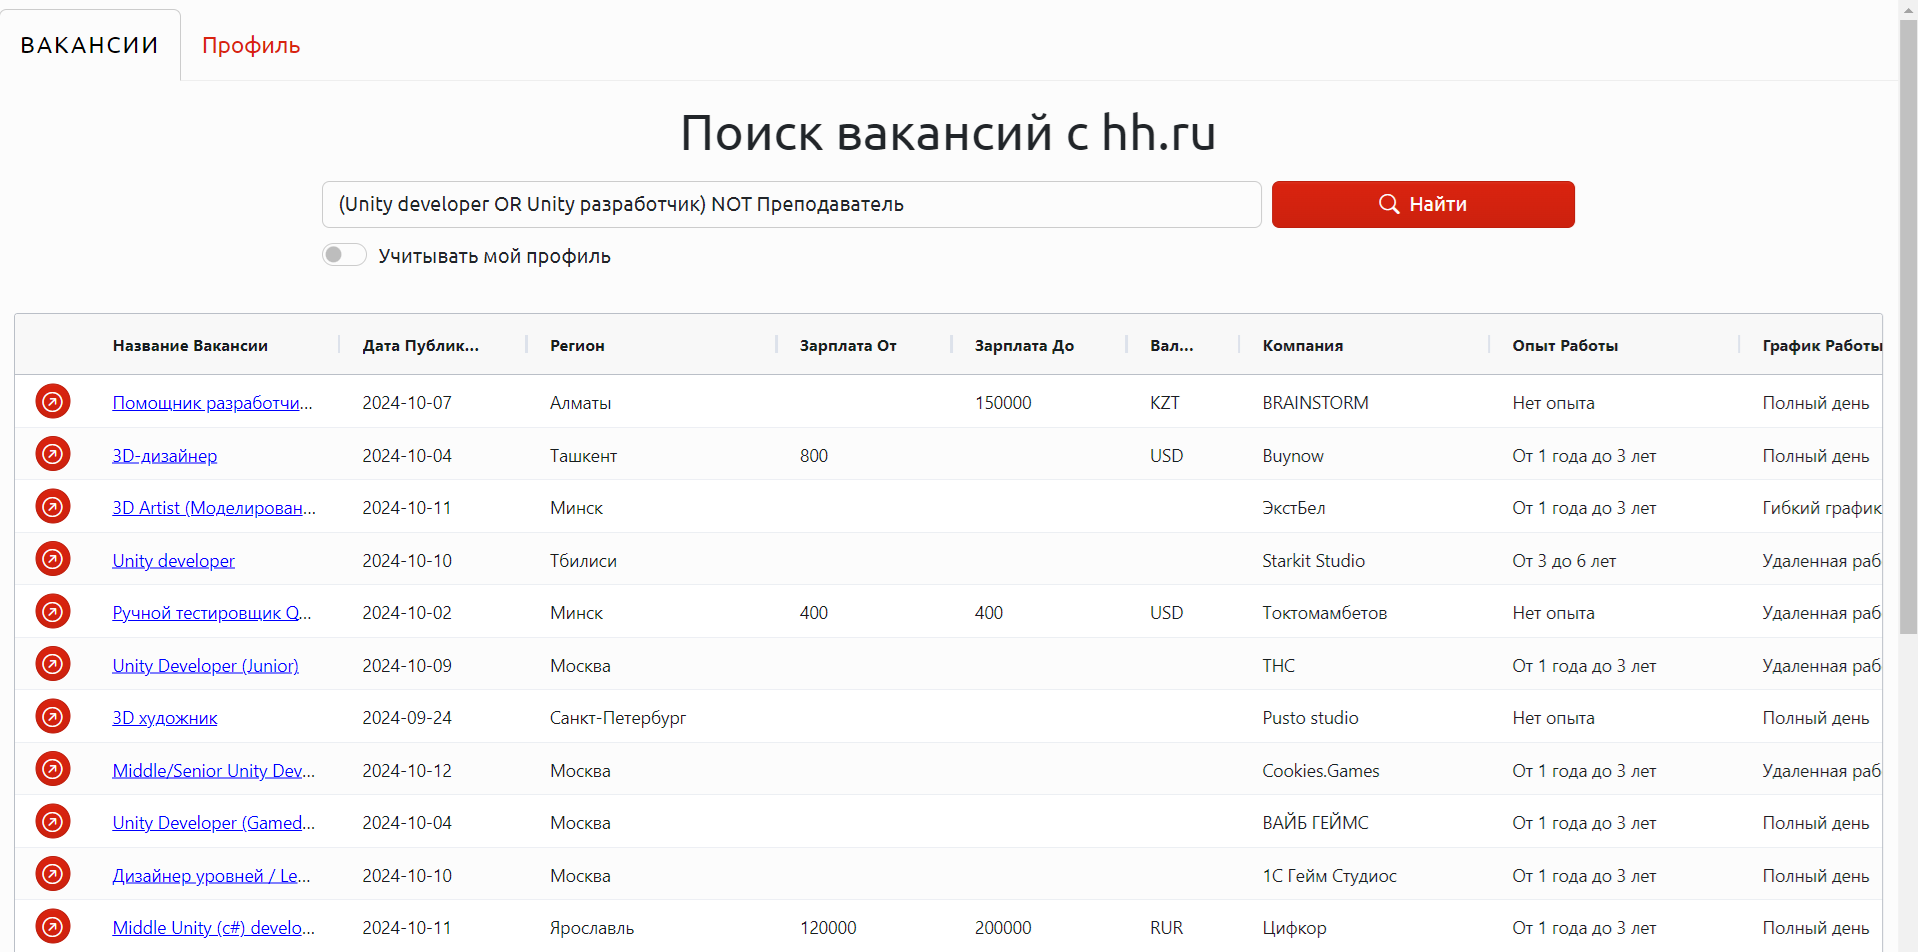 ВАКАНСИИ Профиль
Поиск вакансий с hh.ru
(Unity developer OR Unity разработчик) NOT Преподаватель Найти
Учитывать мой профиль
Название Вакансии Дата Публик... Регион Зарплата От Зарплата До Вал... Компания Опыт Работы График Работы
Помощник разработчи... 2024-10-07 Алматы 150000 KZT BRAINSTORM Нет опыта Полный день
3D-дизайнер 2024-10-04 Ташкент 800 USD Buynow От 1 года до 3 лет Полный день
3D Artist (Моделирован... 2024-10-11 Минск ЭкстБел От 1 года до 3 лет Гибкий график
Unity developer 2024-10-10 Тбилиси Starkit Studio От 3 до 6 лет Удаленная раб
Ручной тестировщик Q... 2024-10-02 Минск 400 400 USD Токтомамбетов Нет опыта Удаленная раб
Unity Developer (Junior) 2024-10-09 Москва ТНС От 1 года до 3 лет Удаленная раб
3D художник 2024-09-24 Санкт-Петербург Pusto studio Нет опыта Полный день
Middle/Senior Unity Dev... 2024-10-12 Москва Cookies.Games От 1 года до 3 лет Удаленная раб
Unity Developer (Gamed... 2024-10-04 Москва ВАЙБ ГЕЙМС От 1 года до 3 лет Полный день
Дизайнер уровней / Le... 2024-10-10 Москва 1С Гейм Студиос От 1 года до 3 лет Полный день
Middle Unity (c#) develo... 2024-10-11 Ярославль 120000 200000 RUR Цифкор От 1 года до 3 лет Полный день